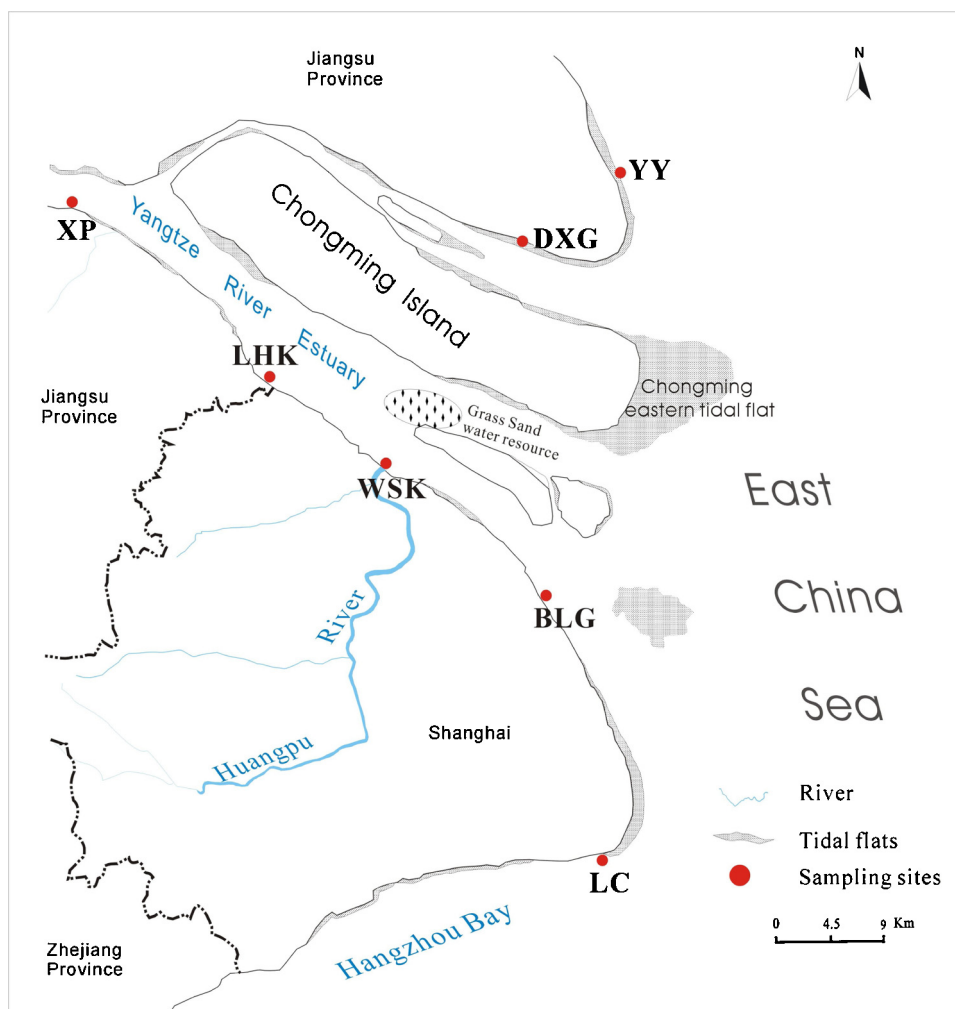 Jiangsu
Province
N
YY
XP
DXG
Yangtze
River
Estuary
Chongming Island
LHK
Jiangsu
Province
Chongming
eastern tidal flat
Grass Sand
water resource
WSK
East
China
Sea
BLG
River
Huangpu
Shanghai
River
Tidal flats
Sampling sites
0 4.5 9 Km
LC
Hangzhou Bay
Zhejiang
Province